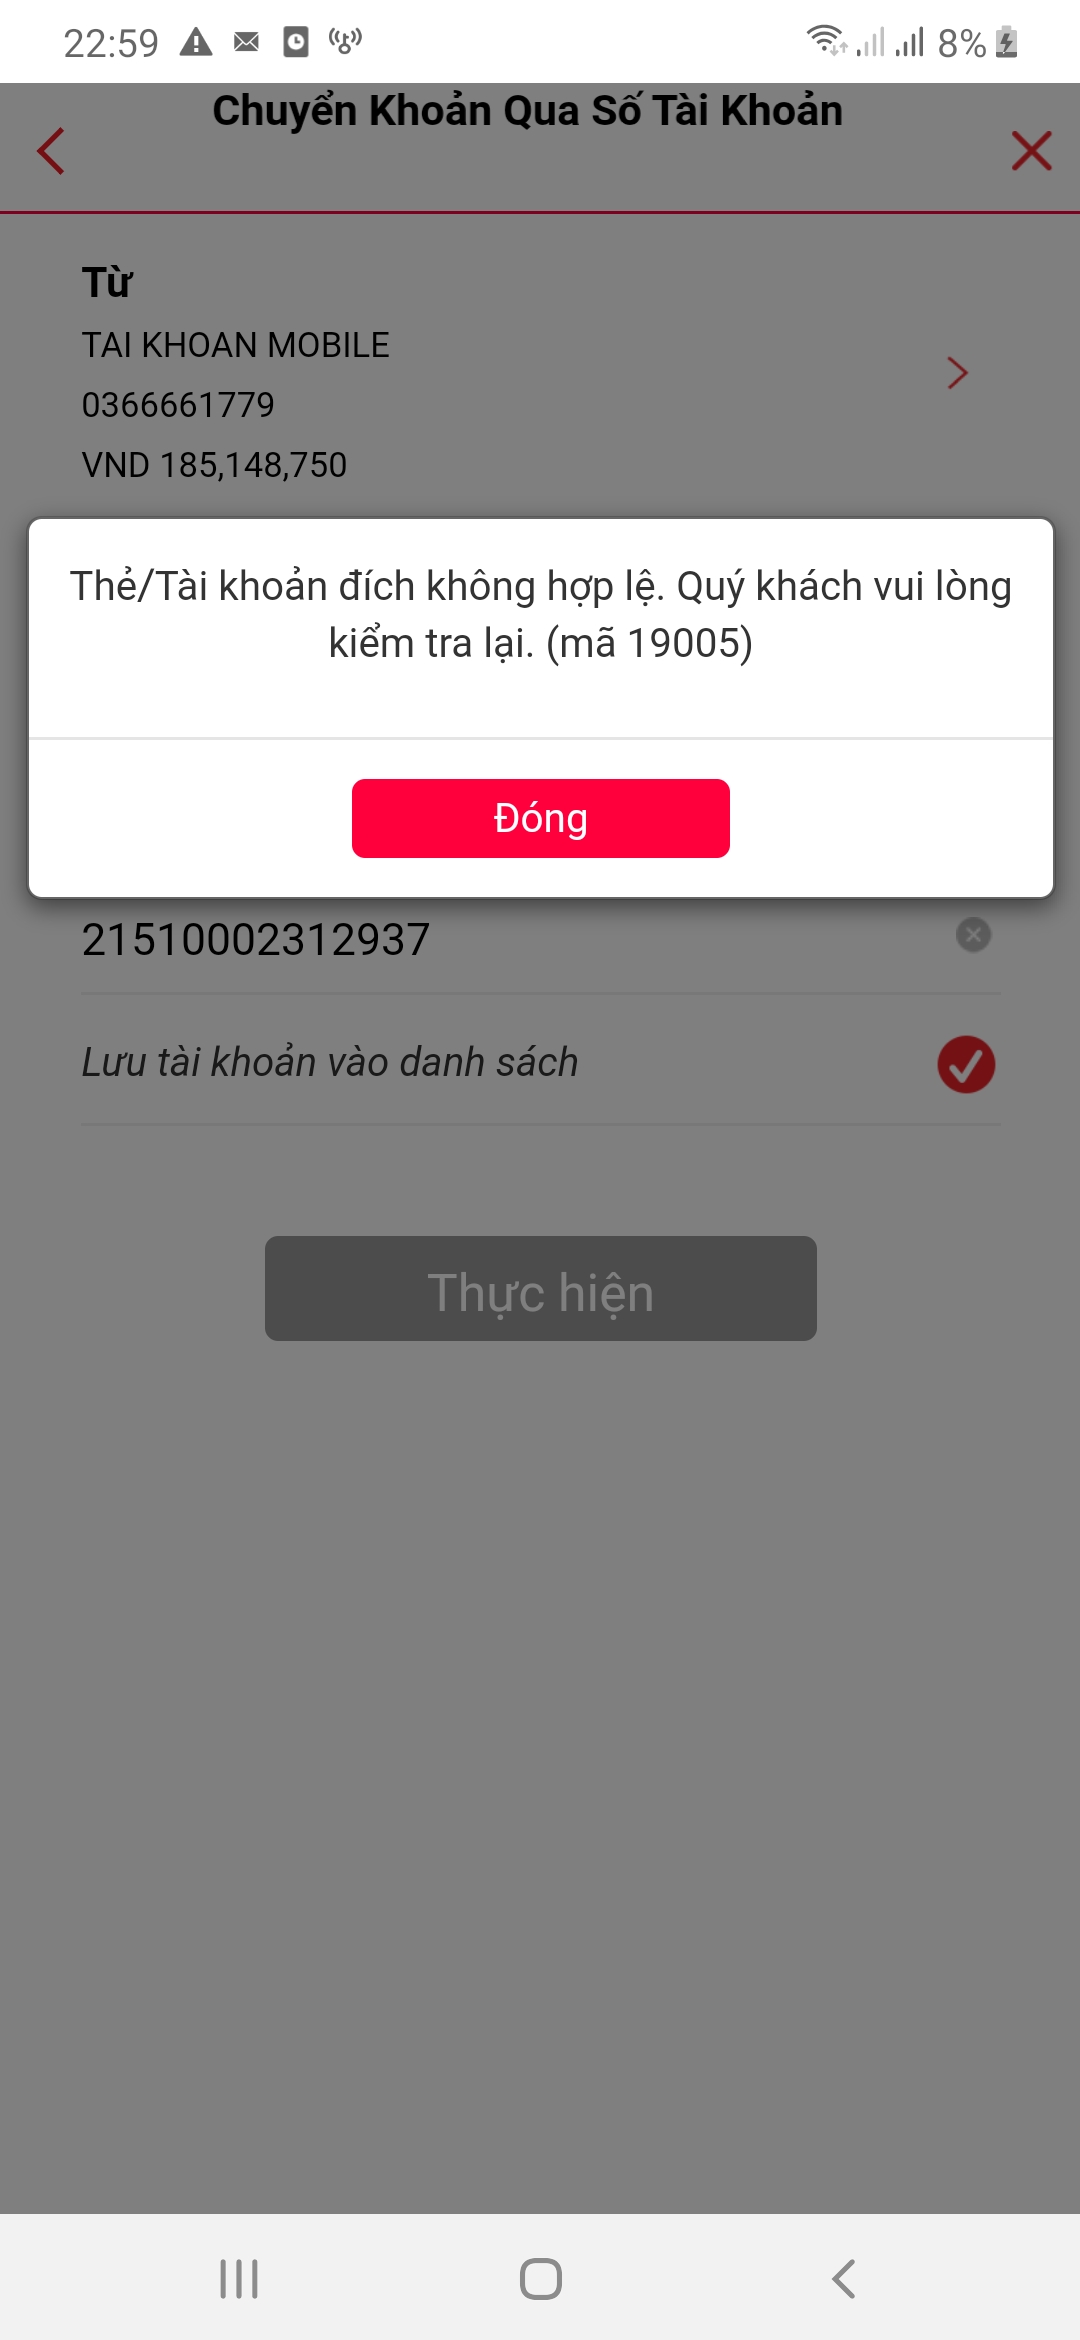 22:59
8%
Chuyển Khoản Qua Số Tài Khoản
Từ
TAI KHOAN MOBILE
0366661779
VND 185,148,750
Thẻ/Tài khoản đích không hợp lệ. Quý khách vui lòng
kiểm tra lại. (mã 19005)
Đóng
21510002312937
Lưu tài khoản vào danh sách
Thực hiện